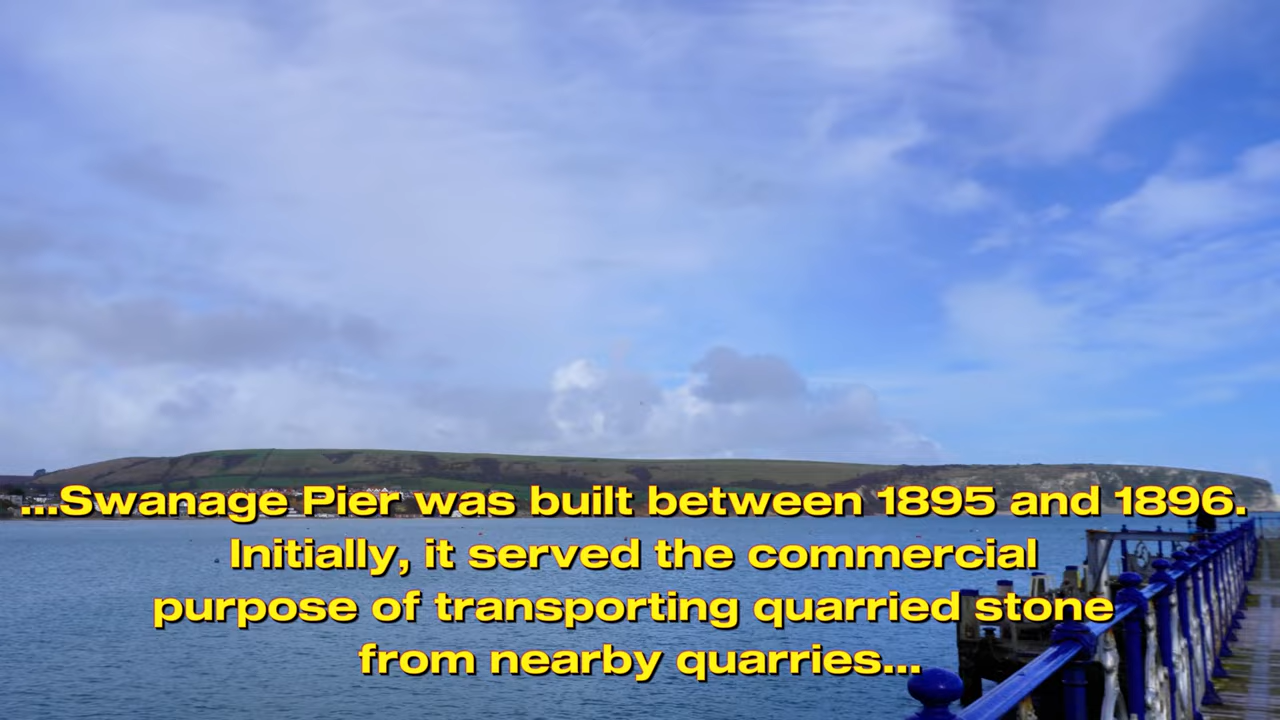 ...Swanage Pier was built between 1895 and 1896.
Initially, it served the commercial
purpose of transporting quarried stone
from nearby quarries...